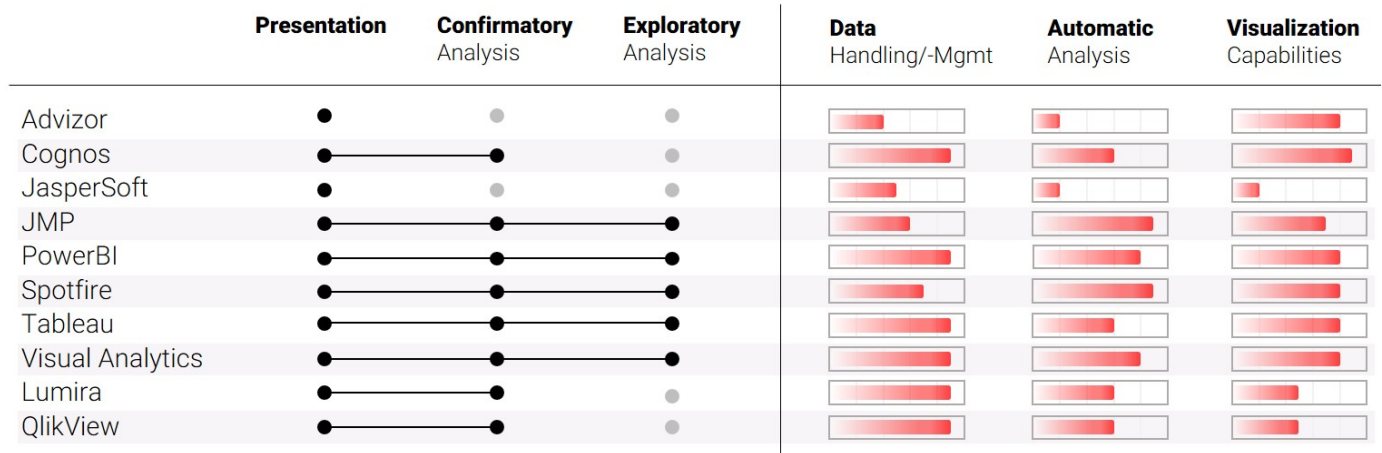 Presentation Confirmatory Exploratory Data Automatic Visualization
Analysis Analysis Handling/-Mgmt Analysis Capabilities
Advizor
Cognos
JasperSoft
JMP
PowerBI
Spotfire
Tableau
Visual Analytics
Lumira
QlikView